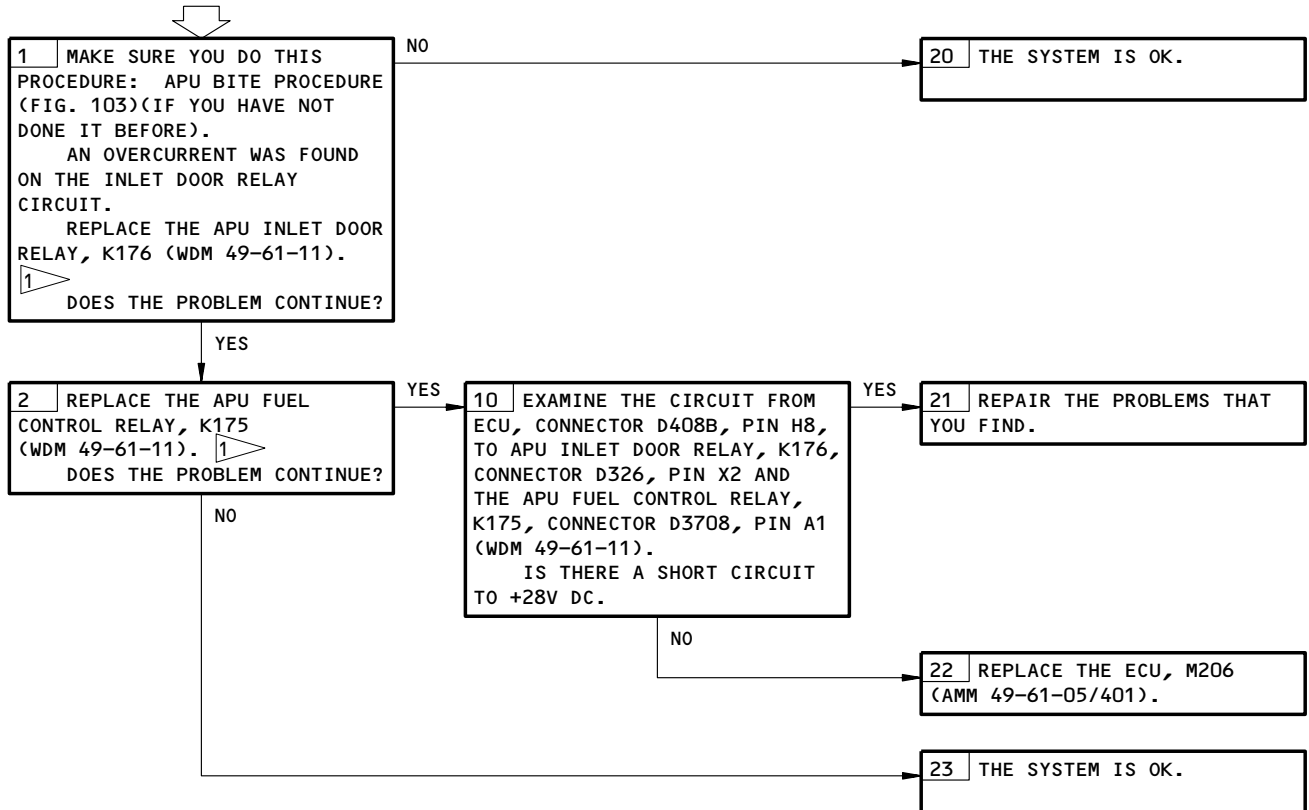 1 MAKE SURE YOU DO THIS
PROCEDURE: APU BITE PROCEDURE
(FIG. 103)(IF YOU HAVE NOT
DONE IT BEFORE).
AN OVERCURRENT WAS FOUND
ON THE INLET DOOR RELAY
CIRCUIT.
REPLACE THE APU INLET DOOR
RELAY, K176 (WDM 49-61-11).
1
DOES THE PROBLEM CONTINUE?
NO
20 THE SYSTEM IS OK.
YES
2 REPLACE THE APU FUEL
CONTROL RELAY, K175
(WDM 49-61-11). 1
DOES THE PROBLEM CONTINUE?
YES
10 EXAMINE THE CIRCUIT FROM
ECU, CONNECTOR D408B, PIN H8,
TO APU INLET DOOR RELAY, K176,
CONNECTOR D326, PIN X2 AND
THE APU FUEL CONTROL RELAY,
K175, CONNECTOR D3708, PIN A1
(WDM 49-61-11).
IS THERE A SHORT CIRCUIT
TO +28V DC.
YES
21 REPAIR THE PROBLEMS THAT
YOU FIND.
NO
22 REPLACE THE ECU, M206
(AMM 49-61-05/401).
NO
23 THE SYSTEM IS OK.